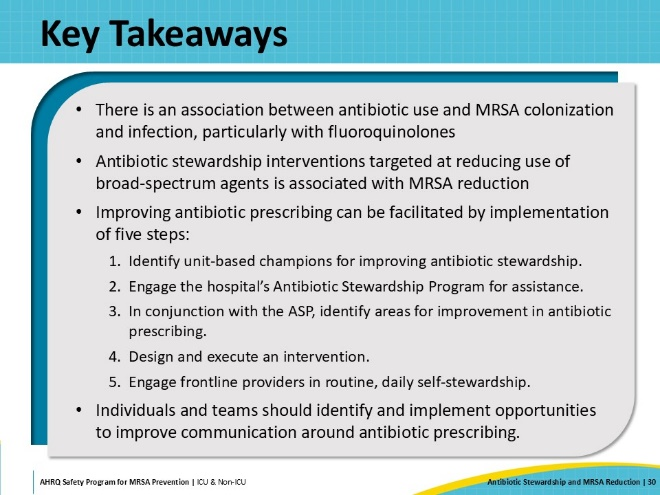 Key Takeaways
• There is an association between antibiotic use and MRSA colonization
and infection, particularly with fluoroquinolones
• Antibiotic stewardship interventions targeted at reducing use of
broad-spectrum agents is associated with MRSA reduction
• Improving antibiotic prescribing can be facilitated by implementation
of five steps:
1. Identify unit-based champions for improving antibiotic stewardship.
2. Engage the hospital's Antibiotic Stewardship Program for assistance.
3. In conjunction with the ASP, identify areas for improvement in antibiotic
prescribing.
4. Design and execute an intervention.
5. Engage frontline providers in routine, daily self-stewardship.
• Individuals and teams should identify and implement opportunities
to improve communication around antibiotic prescribing.
AHRQ Safety Program for MRSA Prevention | ICU & Non-ICU
Antibiotic Stewardship and MRSA Reduction | 30